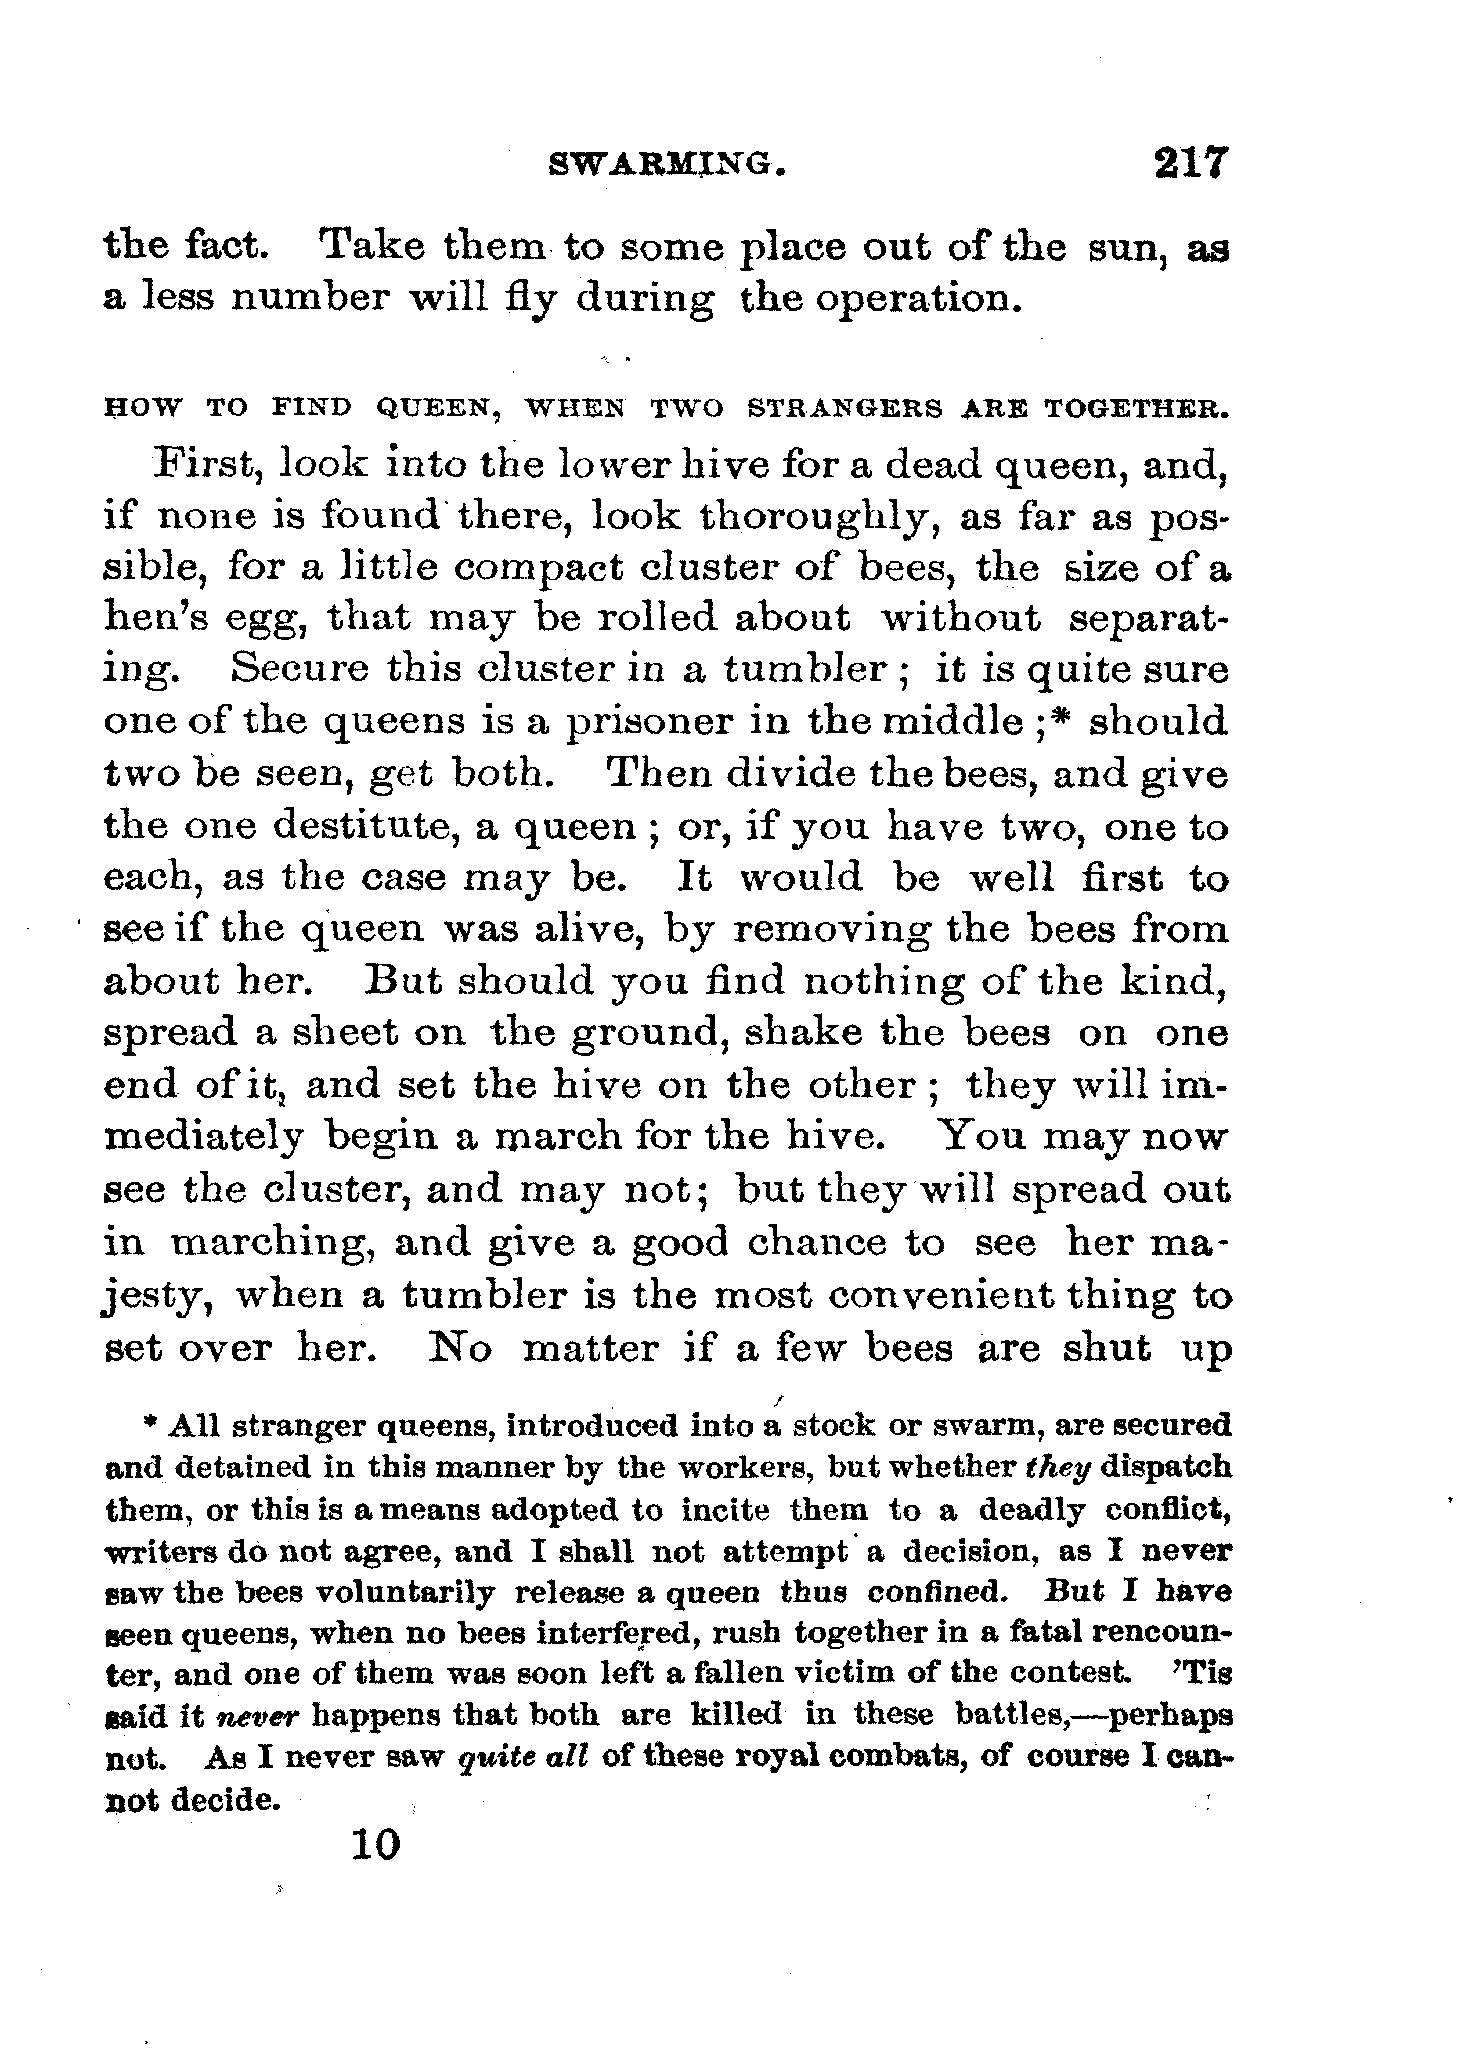 SWARMING. 217
the fact. Take them to some place out of the sun, as
a less number will fly during the operation.
HOW TO FIND QUEEN, WHEN TWO STRANGERS ARE TOGETHER.
First, look into the lower hive for a dead queen, and,
if none is found there, look thoroughly, as far as pos-
sible, for a little compact cluster of bees, the size of a
hen's egg, that may be rolled about without separat-
ing. Secure this cluster in a tumbler ; it is quite sure
one of the queens is a prisoner in the middle ;* should
two be seen, get both. Then divide the bees, and give
the one destitute, a queen ; or, if you have two, one to
each, as the case may be. It would be well first to
see if the queen was alive, by removing the bees from
about her. But should you find nothing of the kind,
spread a sheet on the ground, shake the bees on one
end of it, and set the hive on the other ; they will im-
mediately begin a march for the hive. You may now
see the cluster, and may not; but they will spread out
in marching, and give a good chance to see her ma-
jesty, when a tumbler is the most convenient thing to
set over her. No matter if a few bees are shut up
* All stranger queens, introduced into a stock or swarm, are secured
and detained in this manner by the workers, but whether they dispatch
them, or this is a means adopted to incite them to a deadly conflict,
writers do not agree, and I shall not attempt a decision, as I never
saw the bees voluntarily release a queen thus confined. But I have
seen queens, when no bees interfered, rush together in a fatal rencoun-
ter, and one of them was soon left a fallen victim of the contest. 'Tis
said it never happens that both are killed in these battles,—perhaps
not. As I never saw quite all of these royal combats, of course I can-
not decide.
10